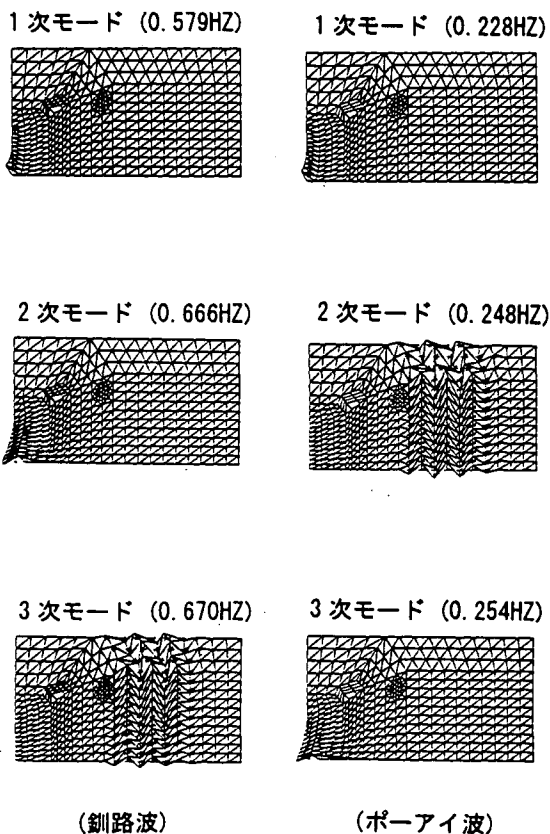 1次モード (0.579HZ)
1次モード (0.228HZ)
2次モード (0.666HZ)
2次モード (0.248HZ)
3次モード (0.670HZ)
3次モード (0.254HZ)
(釧路波)
(ポーアイ波)